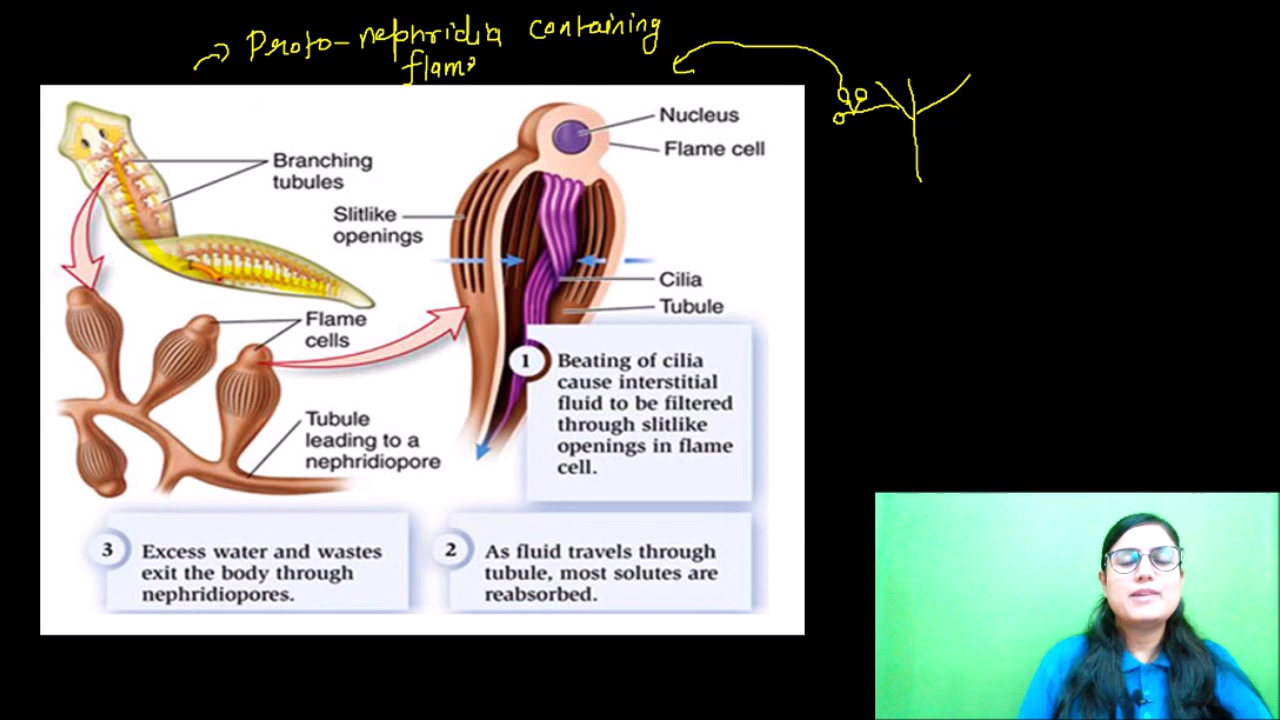 Proto-nephridia containing
flam
Nucleus
Flame cell
Branching
tubules
Slitlike
openings
Cilia
Tubule
Flame
cells
Tubule
leading to a
nephridiopore
1 Beating of cilia
cause interstitial
fluid to be filtered
through slitlike
openings in flame
cell.
3 Excess water and wastes
exit the body through
nephridiopores.
2 As fluid travels through
tubule, most solutes are
reabsorbed.